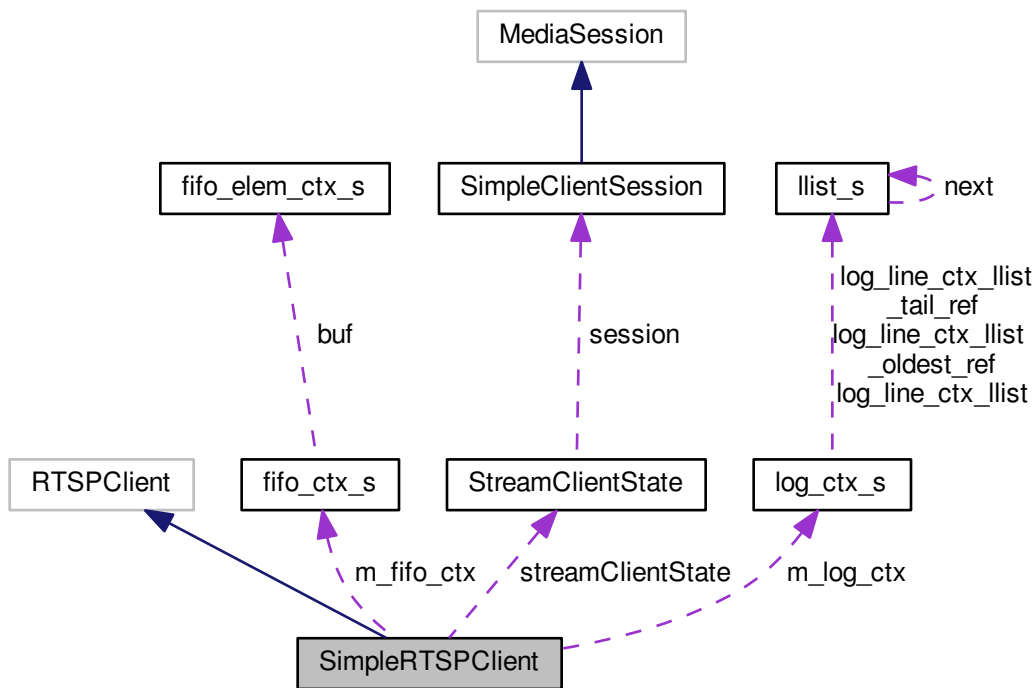 MediaSession
fifo_elem_ctx_s
SimpleClientSession
llist_s
next
buf
session
log_line_ctx_llist
_tail_ref
log_line_ctx_llist
_oldest_ref
log_line_ctx_llist
RTSPClient
fifo_ctx_s
StreamClientState
log_ctx_s
m_fifo_ctx
streamClientState
m_log_ctx
SimpleRTSPClient